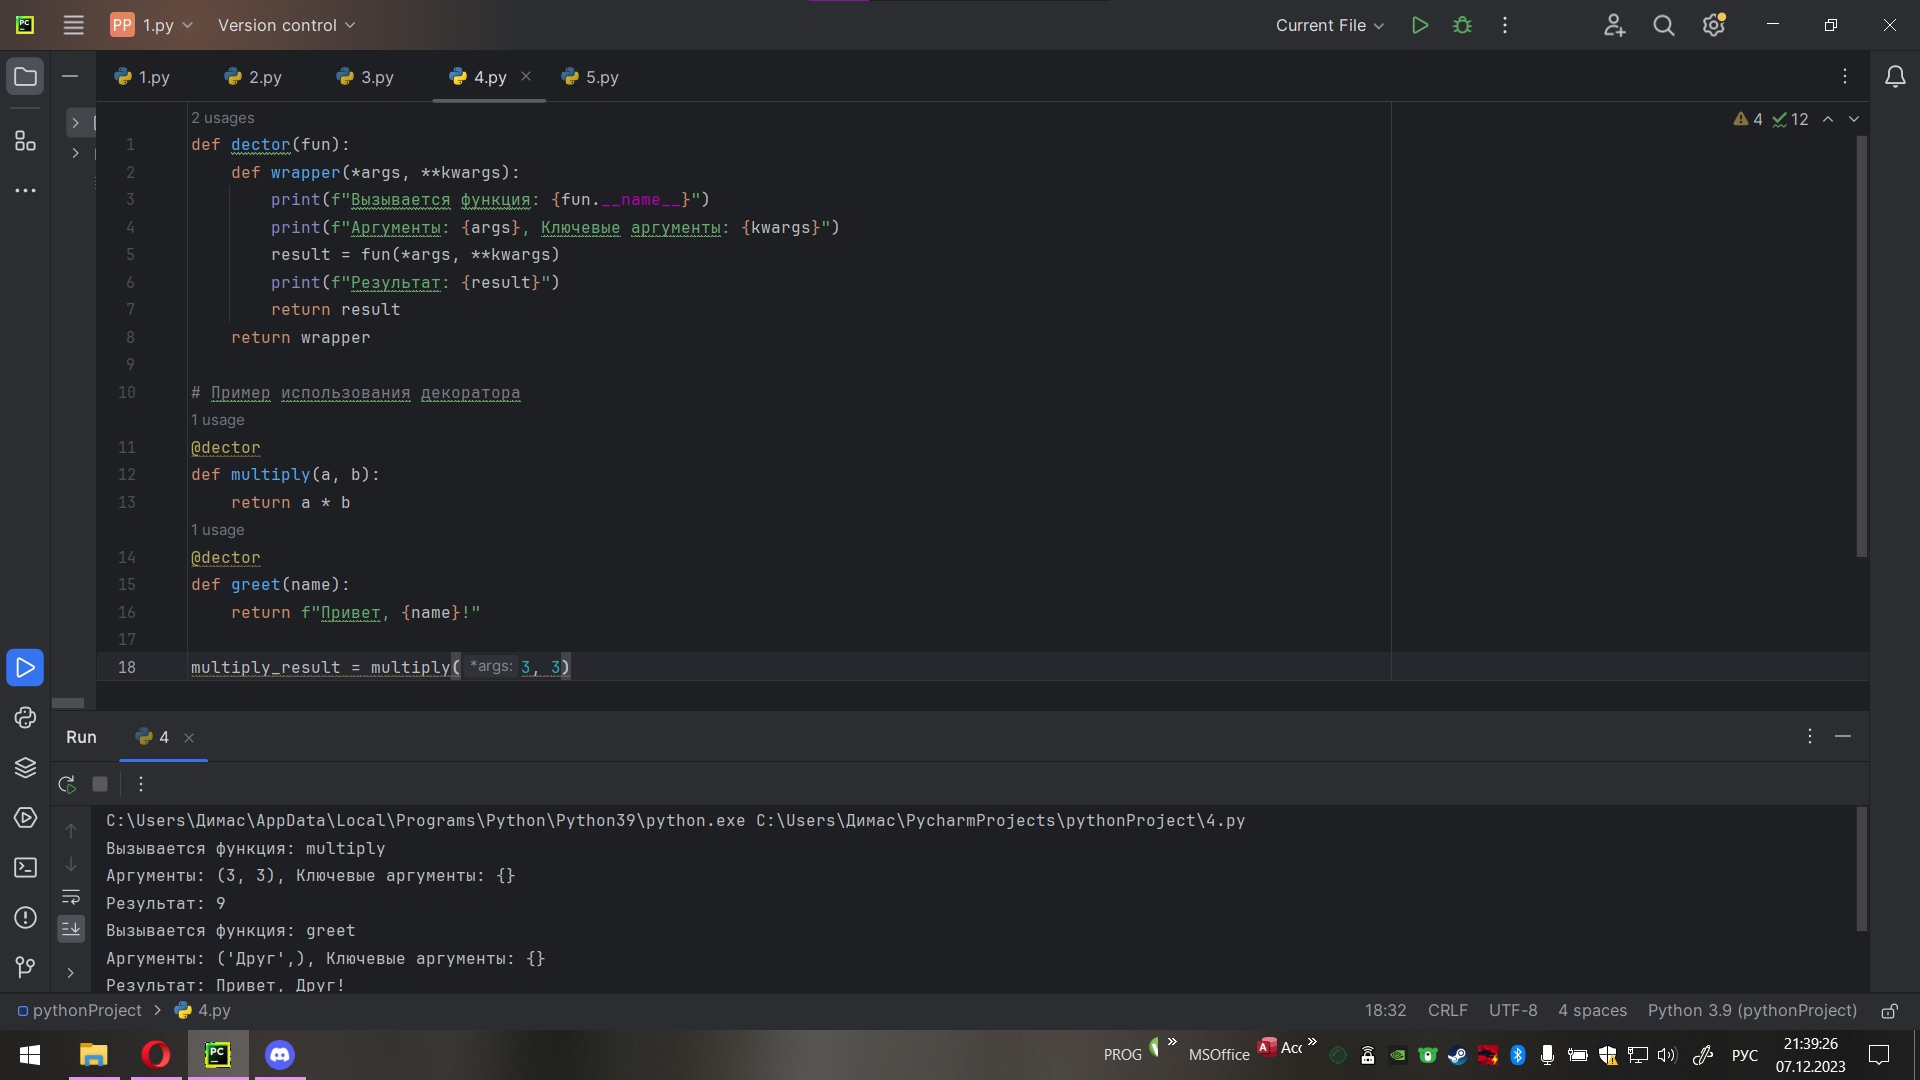 PC
PP 1.py
Version control
Current File
1.py
2.py
3.py
4.py
5.py
4
12
2 usages
1 def dector(fun):
2 def wrapper(*args, **kwargs):
3 print(f"Вызывается функция: {fun.__name__}")
4 print(f"Аргументы: {args}, Ключевые аргументы: {kwargs}")
5 result = fun(*args, **kwargs)
6 print(f"Результат: {result}")
7 return result
8 return wrapper
9
10 # Пример использования декоратора
1 usage
11 @dector
12 def multiply(a, b):
13 return a * b
1 usage
14 @dector
15 def greet(name):
16 return f"Привет, {name}!"
17
18 multiply_result = multiply( *args: 3, 3)
Run
4
C:\Users\Димас\AppData\Local\Programs\Python\Python39\python.exe C:\Users\Димас\PycharmProjects\pythonProject\4.py
Вызывается функция: multiply
Аргументы: (3, 3), Ключевые аргументы: {}
Результат: 9
Вызывается функция: greet
Аргументы: ('Друг',), Ключевые аргументы: {}
Результат: Привет, Друг!
pythonProject > 4.py
18:32 CRLF UTF-8 4 spaces Python 3.9 (pythonProject)
PC
PROG
MSOffice
A Acc
РУС
21:39:26
07.12.2023